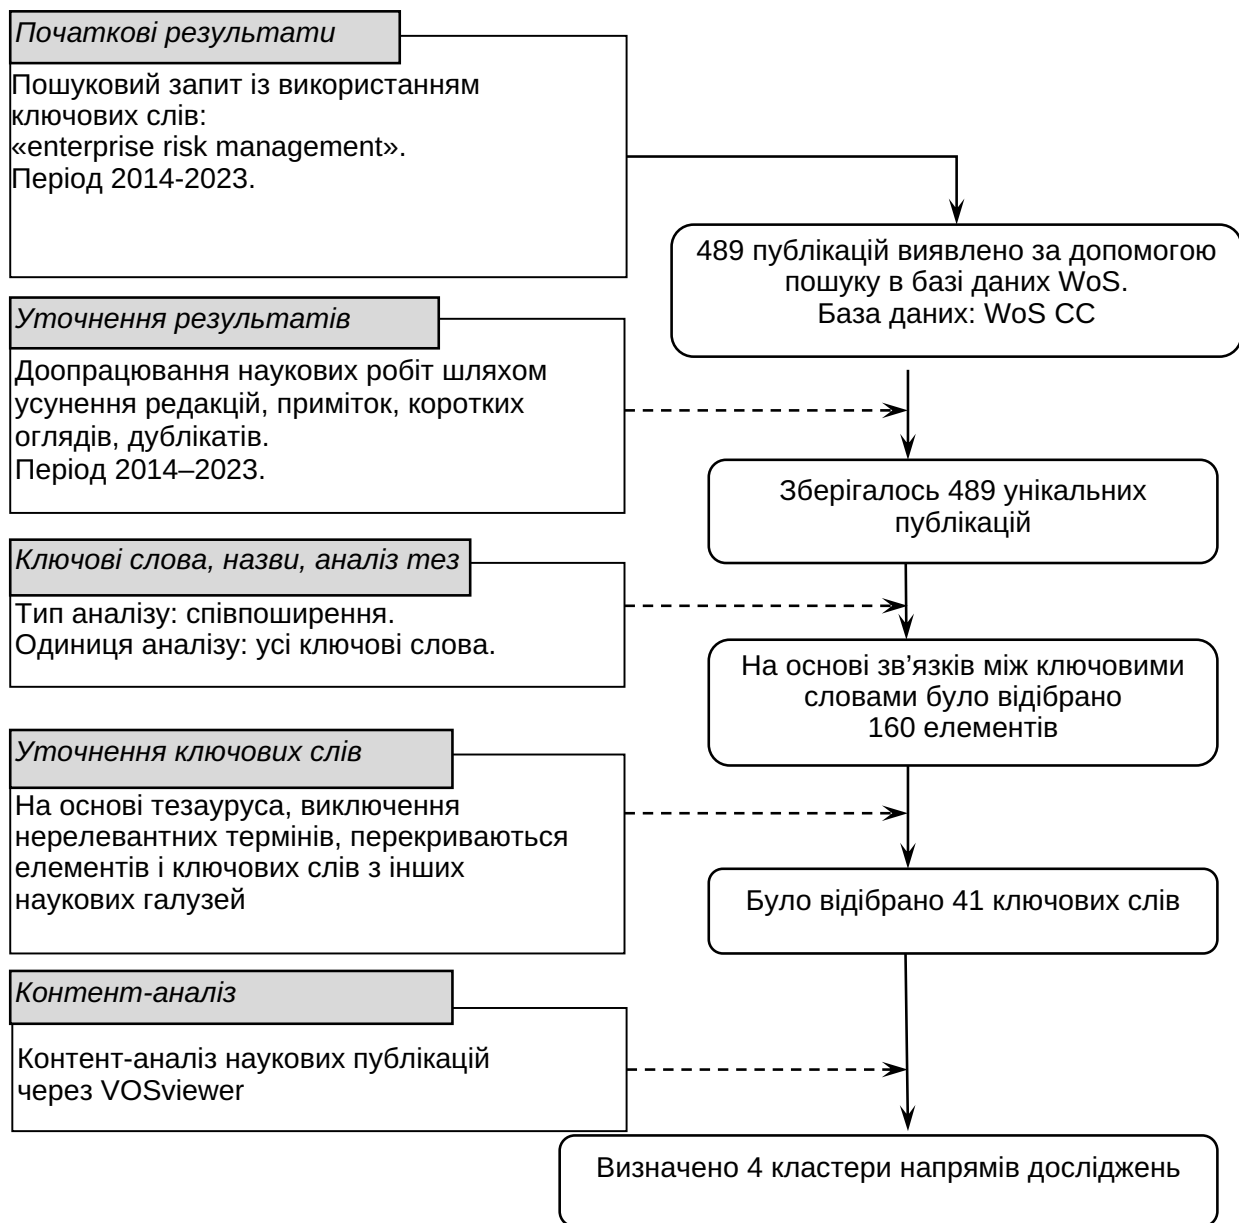 Початкові результати
Пошуковий запит із використанням
ключових слів:
«enterprise risk management».
Період 2014-2023.
489 публікацій виявлено за допомогою
пошуку в базі даних WoS.
База даних: WoS CC
Уточнення результатів
Доопрацювання наукових робіт шляхом
усунення редакцій, приміток, коротких
оглядів, дублікатів.
Період 2014–2023.
Зберігалось 489 унікальних
публікацій
Ключові слова, назви, аналіз тез
Тип аналізу: співпоширення.
Одиниця аналізу: усі ключові слова.
На основі зв’язків між ключовими
словами було відібрано
160 елементів
Уточнення ключових слів
На основі тезауруса, виключення
нерелевантних термінів, перекриваються
елементів і ключових слів з інших
наукових галузей
Було відібрано 41 ключових слів
Контент-аналіз
Контент-аналіз наукових публікацій
через VOSviewer
Визначено 4 кластери напрямів досліджень